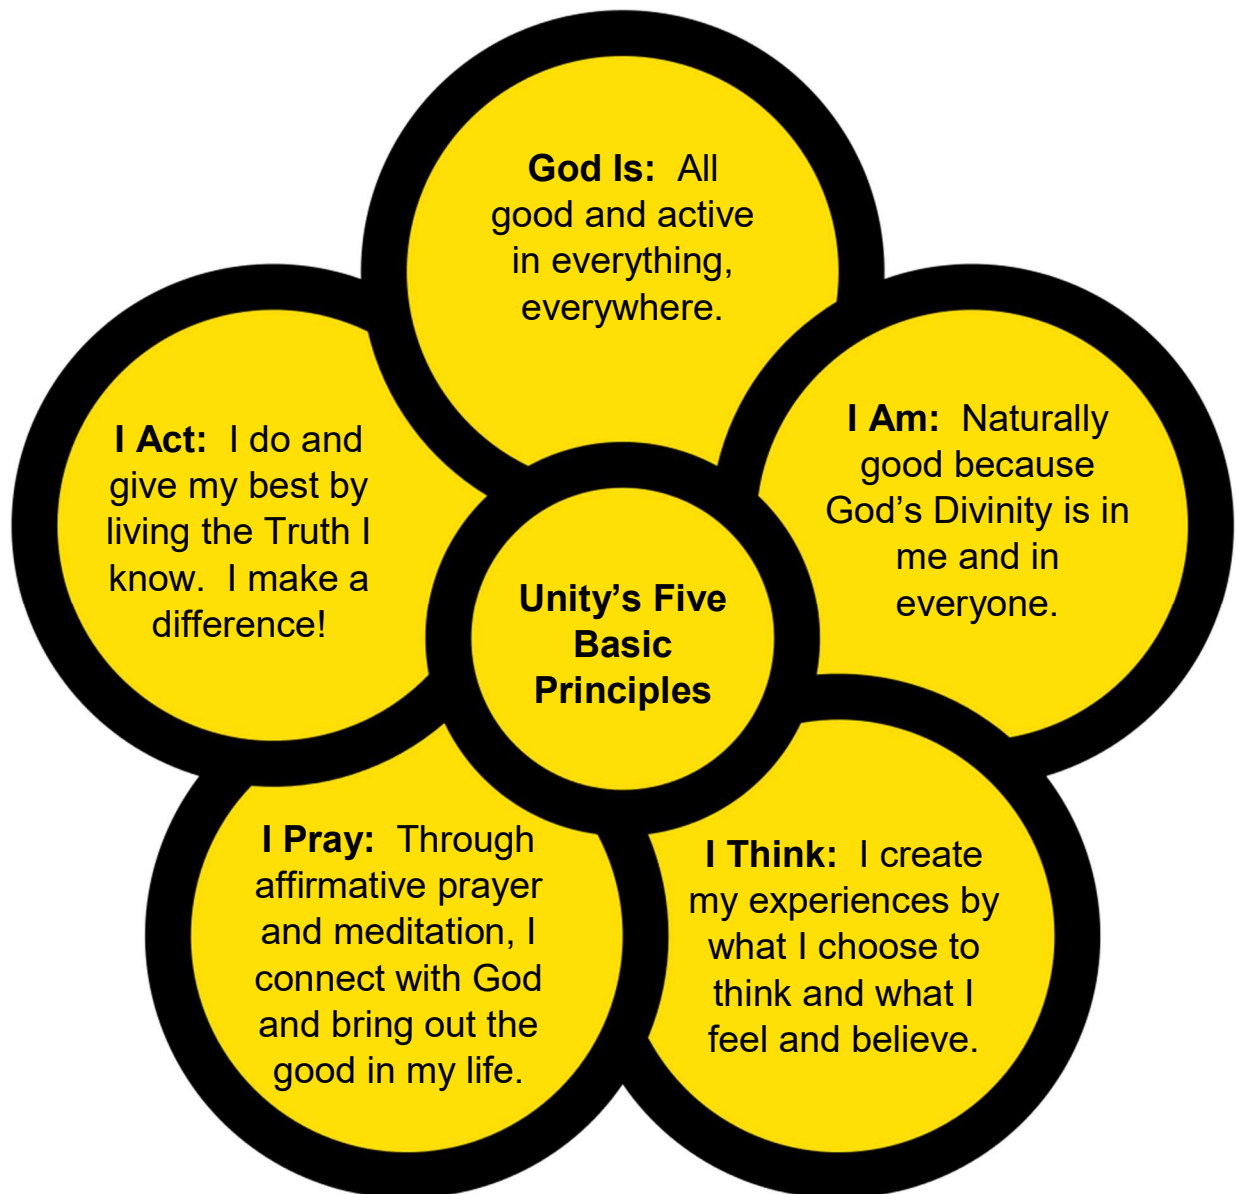 God Is:  All
good and active
in everything,
everywhere.
I Am:  Naturally
good because
God’s Divinity is in
me and in
everyone.
I Think:  I create
my experiences by
what I choose to
think and what I
feel and believe.
I Pray:  Through
affirmative prayer
and meditation, I
connect with God
and bring out the
good in my life.
I Act:  I do and
give my best by
living the Truth I
know.  I make a
difference!
Unity’s Five
Basic
Principles